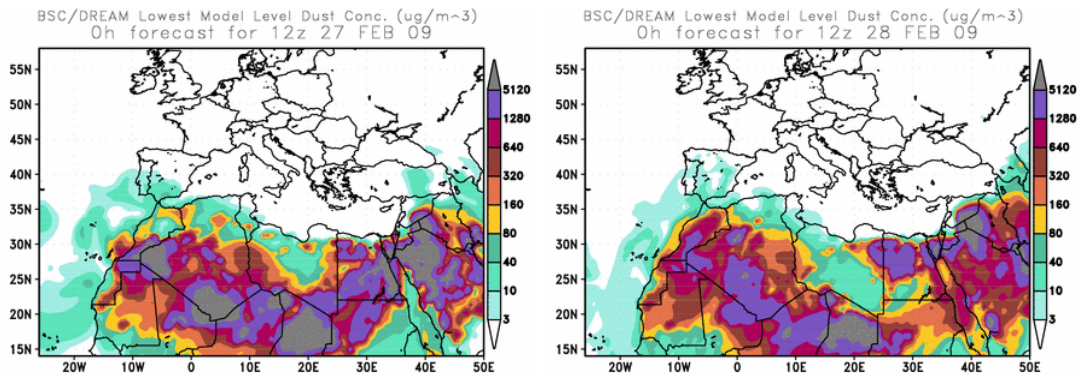 BSC/DREAM Lowest Model Level Dust Conc. (ug/m^3)
0h forecast for 12z 27 FEB 09
55N
50N
45N
40N
35N
30N
25N
20N
15N
20W
10W
0
10E
20E
30E
40E
50E
5120
1280
640
320
160
80
40
10
3
BSC/DREAM Lowest Model Level Dust Conc. (ug/m^3)
0h forecast for 12z 28 FEB 09
55N
50N
45N
40N
35N
30N
25N
20N
15N
20W
10W
0
10E
20E
30E
40E
50E
5120
1280
640
320
160
80
40
10
3